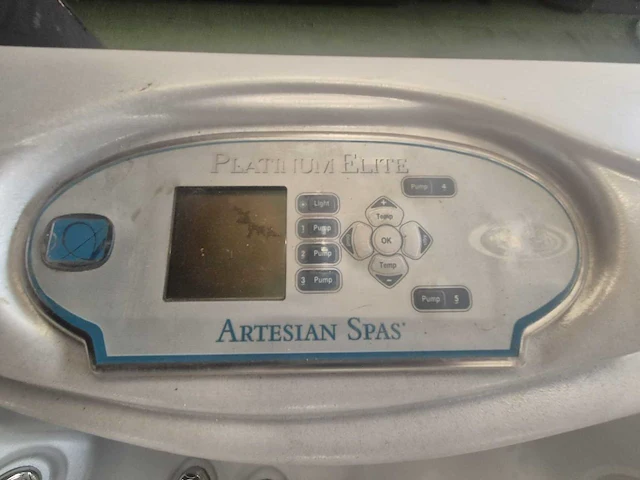 PLATINUM ELITE
Light
1 Pump
2 Pump
3 Pump
+
Temp
OK
Temp
-
Pump 4
Pump 5
ARTESIAN SPAS